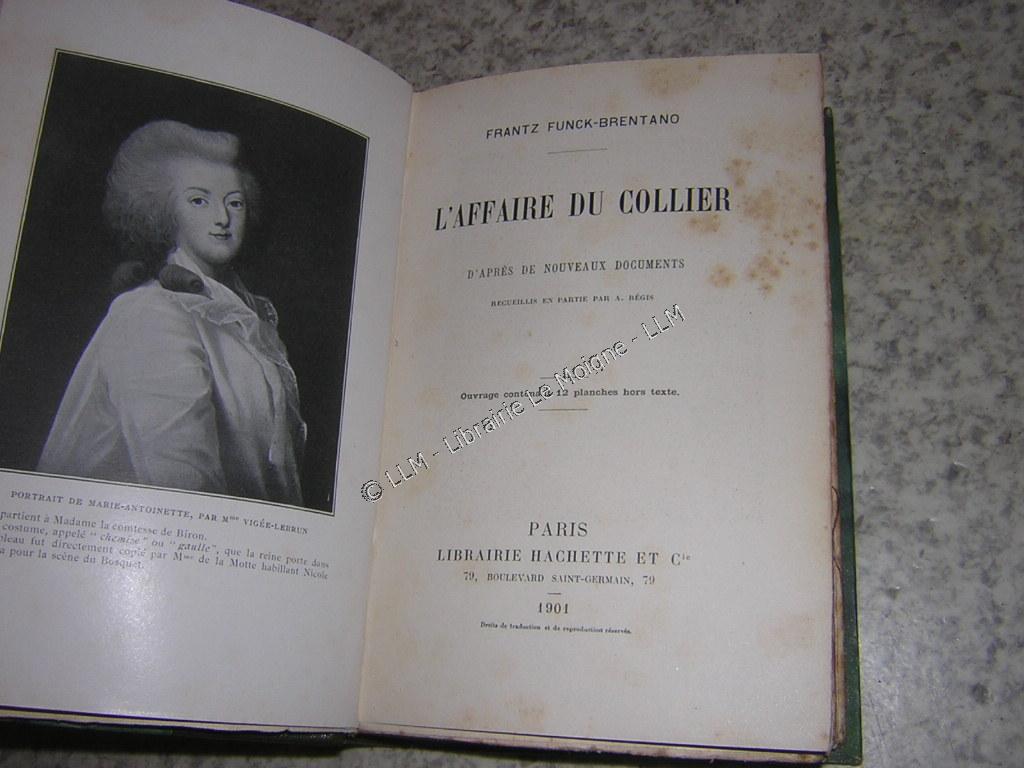 PORTRAIT DE MARIE-ANTOINETTE, PAR Mme VIGÉE-LEBRUN
partient à Madame la comtesse de Biron.
costume, appelé "chemise" ou "gaulle", que la reine porte dans
bleau fut directement copié par Mme de la Motte habillant Nicole
a pour la scène du Bosquet.
FRANTZ FUNCK-BRENTANO
L'AFFAIRE DU COLLIER
D'APRÈS DE NOUVEAUX DOCUMENTS
RECUEILLIS EN PARTIE PAR A. BÉGIS
Ouvrage contenant 12 planches hors texte.
PARIS
LIBRAIRIE HACHETTE ET Cie
79, BOULEVARD SAINT-GERMAIN, 79
1901
Droits de traduction et de reproduction réservés.
© LLM - Librairie Le Moigne - LLM